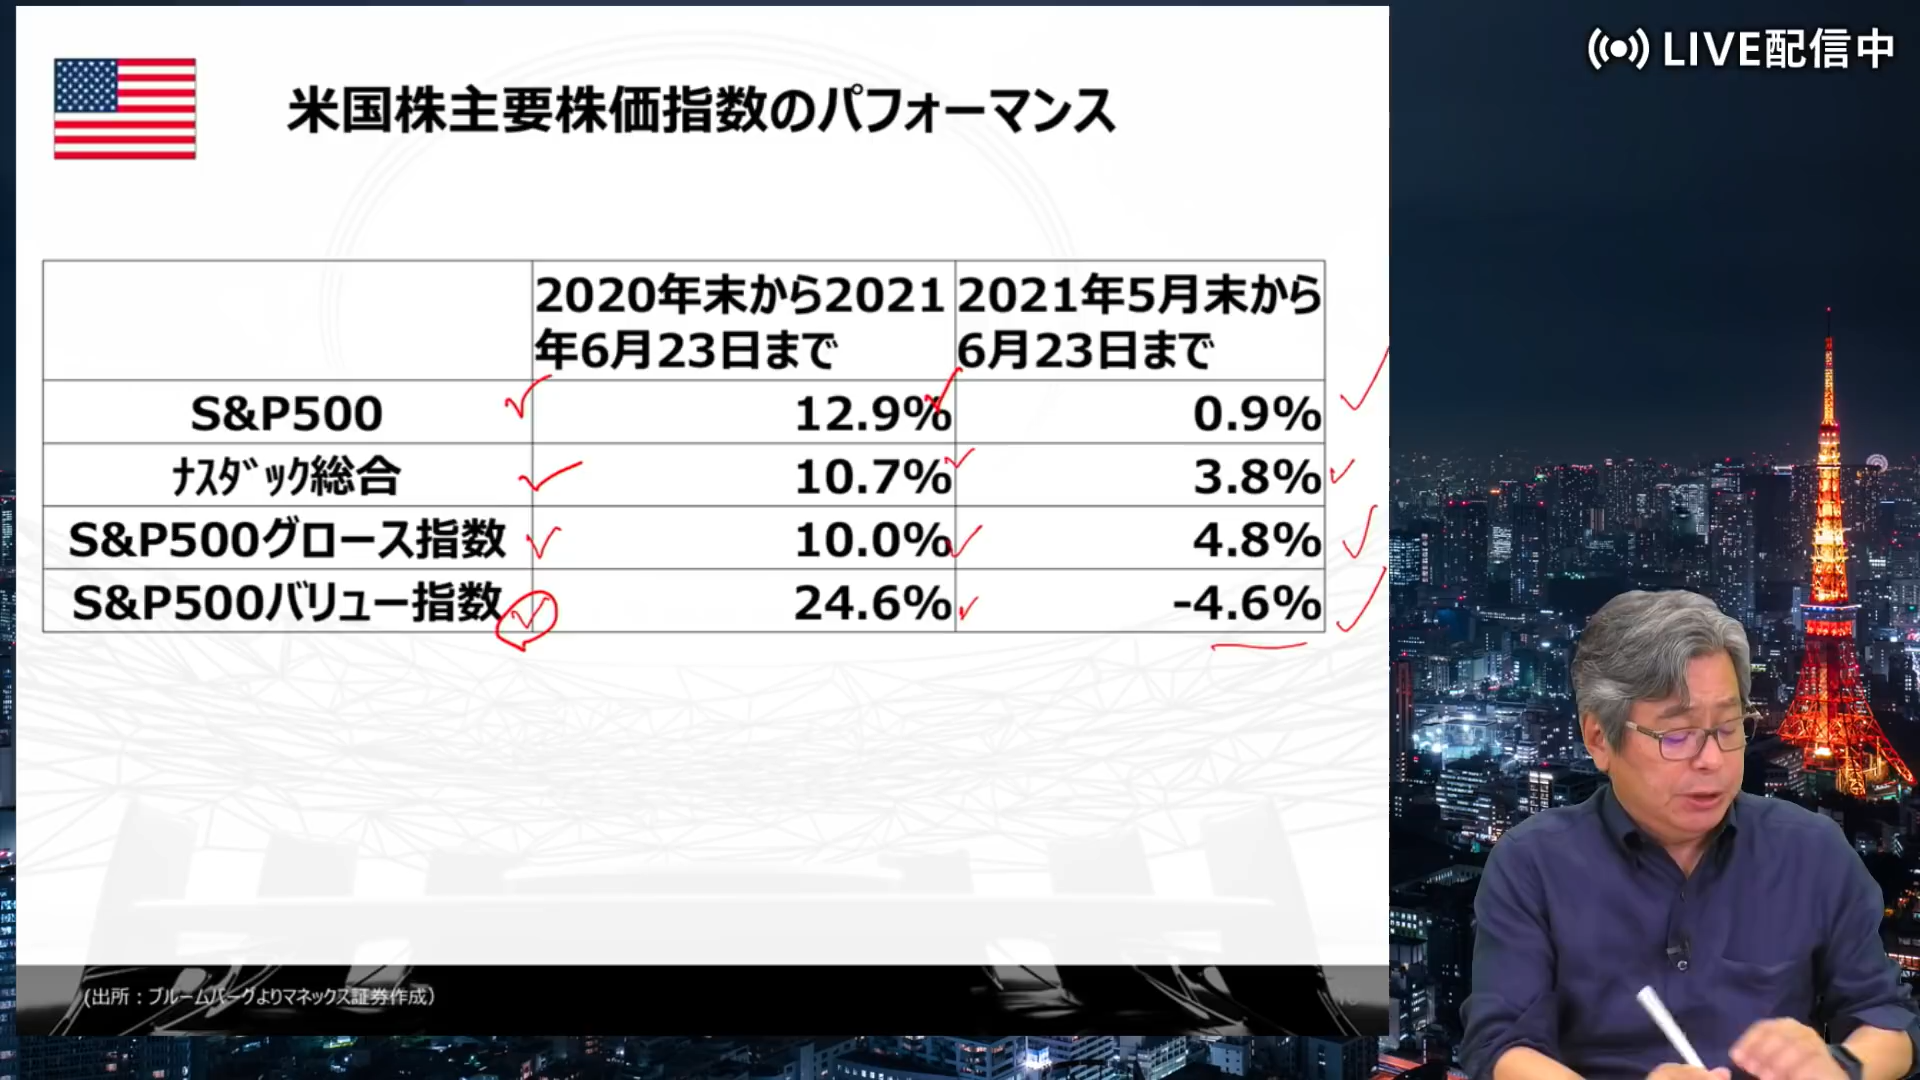 LIVE配信中
米国株主要株価指数のパフォーマンス
2020年末から2021
年6月23日まで
2021年5月末から
6月23日まで
S&P500 12.9% 0.9%
ﾅｽﾀﾞｯｸ総合 10.7% 3.8%
S&P500グロース指数 10.0% 4.8%
S&P500バリュー指数 24.6% -4.6%
(出所：ブルームバーグよりマネックス証券作成)